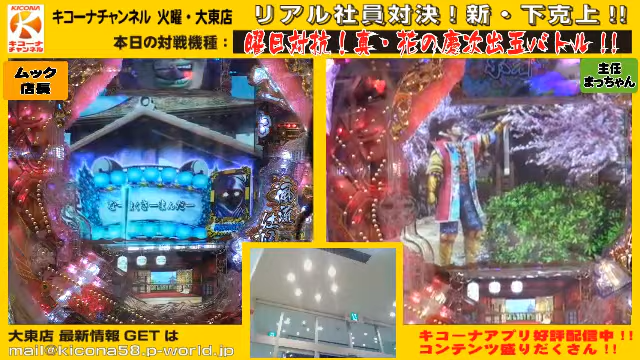 KICONA
キコーナ
チャンネル
キコーナチャンネル 火曜・大東店
リアル社員対決!新・下克上!!
本日の対戦機種:
曜日対抗!真・花の慶次出玉バトル!!
ムック
店長
主任
まっちゃん
大東店 最新情報 GETは
mail@kicona58.p-world.jp
キコーナアプリ好評配信中!!
コンテンツ盛りだくさん!!